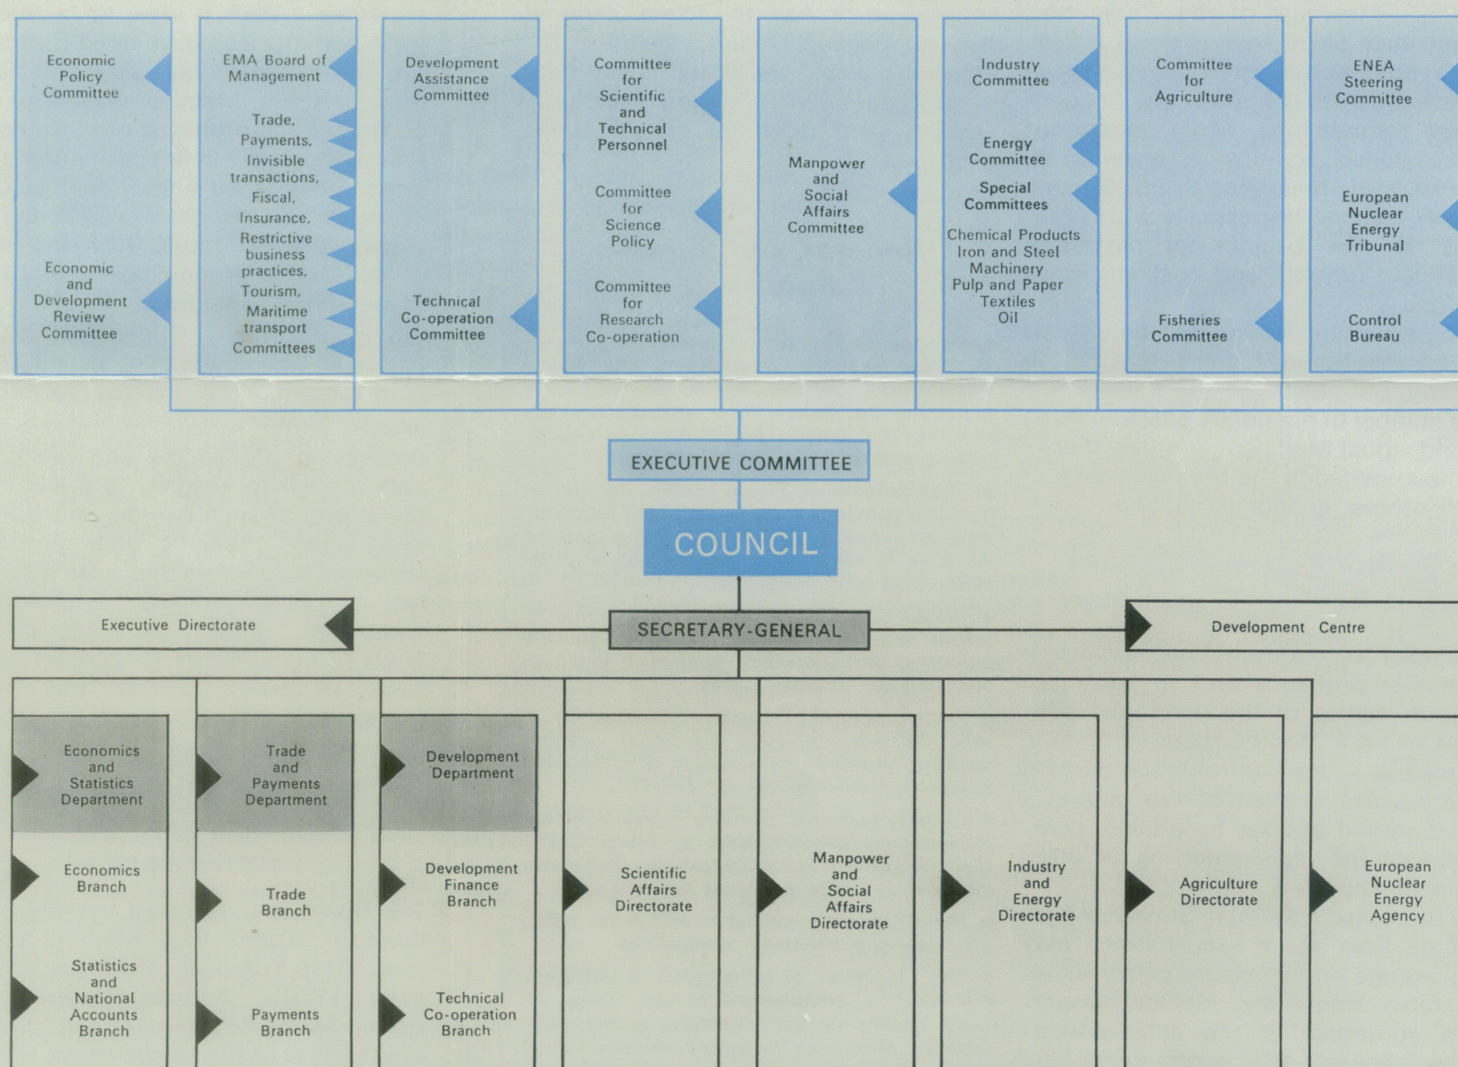 Economic
Policy
Committee
Economic
and
Development
Review
Committee
EMA Board of
Management
Trade,
Payments,
Invisible
transactions,
Fiscal,
Insurance,
Restrictive
business
practices,
Tourism,
Maritime
transport
Committees
Development
Assistance
Committee
Technical
Co-operation
Committee
Committee
for
Scientific
and
Technical
Personnel
Committee
for
Science
Policy
Committee
for
Research
Co-operation
Manpower
and
Social
Affairs
Committee
Industry
Committee
Energy
Committee
Special
Committees
Chemical Products
Iron and Steel
Machinery
Pulp and Paper
Textiles
Oil
Committee
for
Agriculture
Fisheries
Committee
ENEA
Steering
Committee
European
Nuclear
Energy
Tribunal
Control
Bureau
EXECUTIVE COMMITTEE
COUNCIL
Executive Directorate
SECRETARY-GENERAL
Development Centre
Economics
and
Statistics
Department
Economics
Branch
Statistics
and
National
Accounts
Branch
Trade
and
Payments
Department
Trade
Branch
Payments
Branch
Development
Department
Development
Finance
Branch
Technical
Co-operation
Branch
Scientific
Affairs
Directorate
Manpower
and
Social
Affairs
Directorate
Industry
and
Energy
Directorate
Agriculture
Directorate
European
Nuclear
Energy
Agency